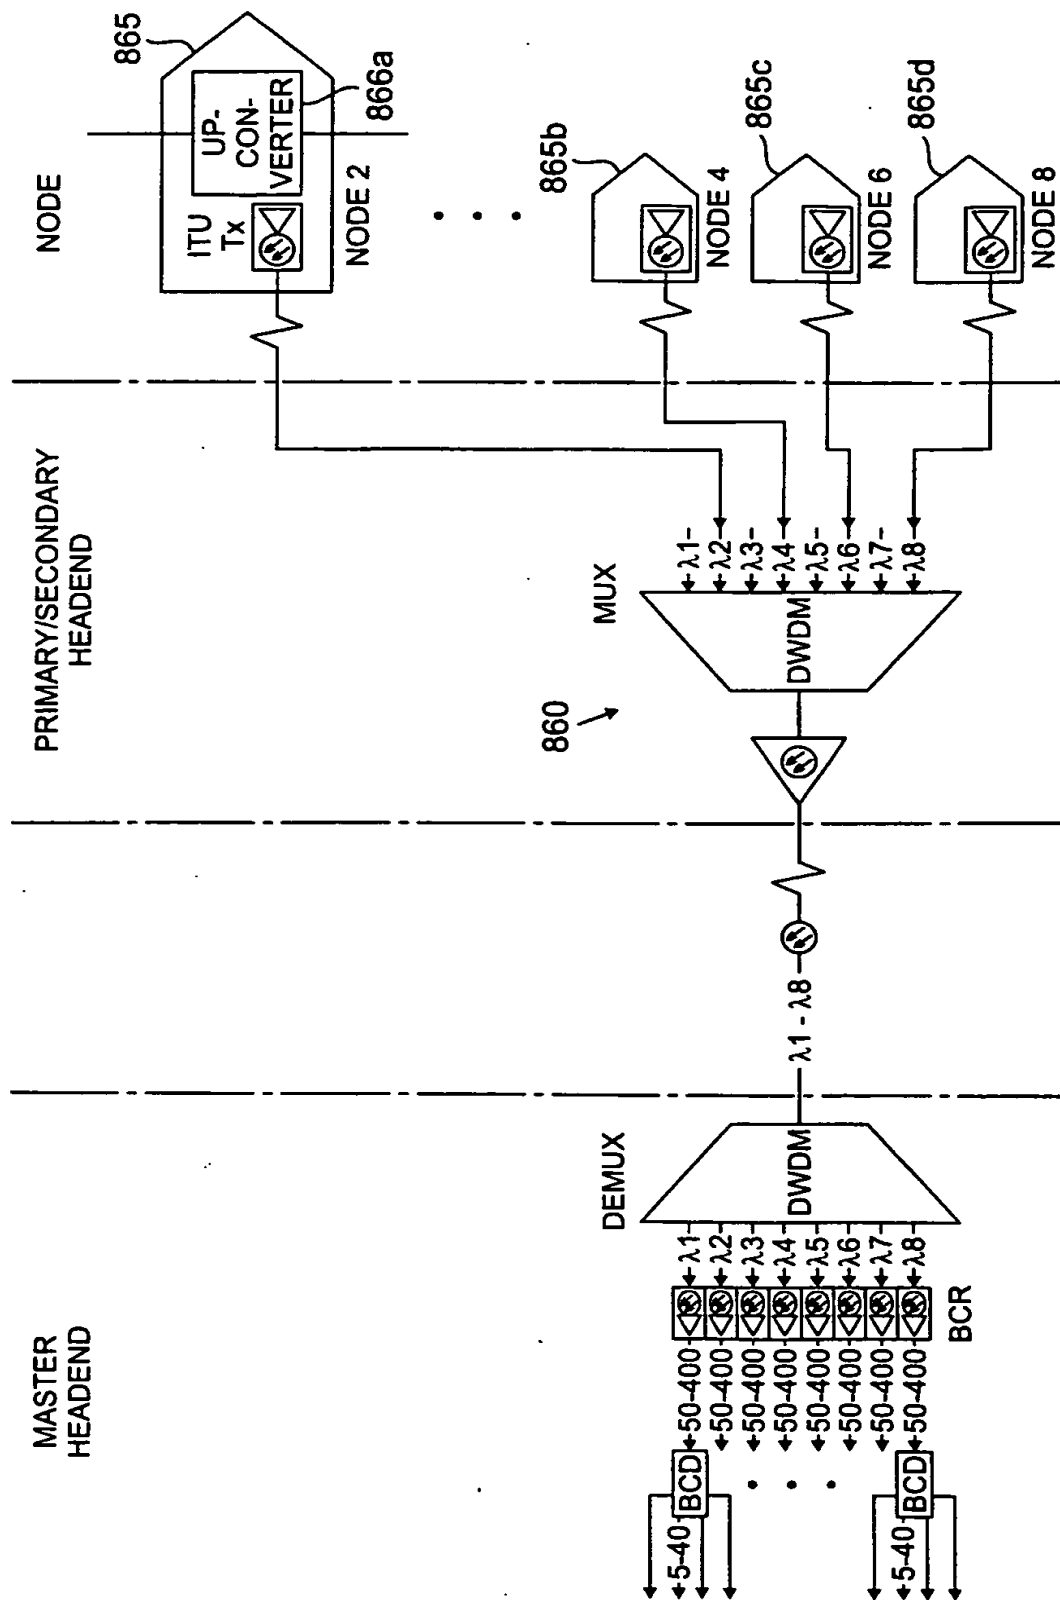 MASTER
HEADEND
PRIMARY/SECONDARY
HEADEND
NODE
865
UP-
CON-
VERTER
866a
ITU
Tx
NODE 2
865b
NODE 4
865c
NODE 6
865d
NODE 8
MUX
DWDM
860
λ1
λ2
λ3
λ4
λ5
λ6
λ7
λ8
λ1 - λ8
DEMUX
DWDM
λ1
λ2
λ3
λ4
λ5
λ6
λ7
λ8
BCR
50-400
50-400
50-400
50-400
50-400
50-400
50-400
50-400
BCD
5-40
BCD
5-40